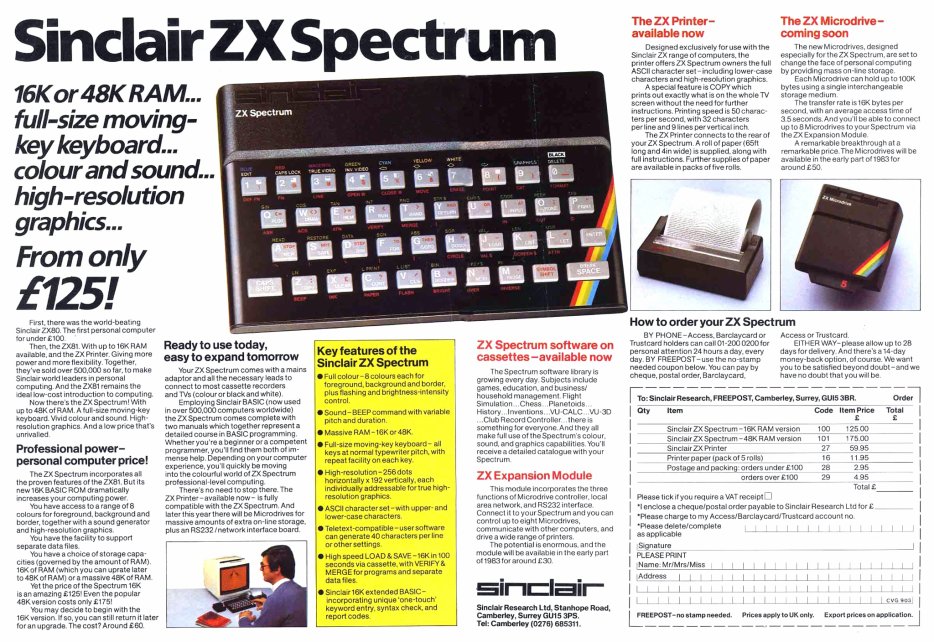 Sinclair ZX Spectrum
16K or 48K RAM...
full-size moving-
key keyboard...
colour and sound...
high-resolution
graphics...
From only
£125!
First, there was the world-beating
Sinclair ZX80. The first personal computer
for under £100.
Then, the ZX81. With up to 16K RAM
available, and the ZX Printer. Giving more
power and more flexibility. Together,
they've sold over 500,000 so far, to make
Sinclair world leaders in personal
computing. And the ZX81 remains the
ideal low-cost introduction to computing.
Now there's the ZX Spectrum! With
up to 48K of RAM. A full-size moving-key
keyboard. Vivid colour and sound. High-
resolution graphics. And a low price that's
unrivalled.
Professional power–
personal computer price!
The ZX Spectrum incorporates all
the proven features of the ZX81. But its
new 16K BASIC ROM dramatically
increases your computing power.
You have access to a range of 8
colours for foreground, background and
border, together with a sound generator
and high-resolution graphics.
You have the facility to support
separate data files.
You have a choice of storage capa-
cities (governed by the amount of RAM).
16K of RAM (which you can uprate later
to 48K of RAM) or a massive 48K of RAM.
Yet the price of the Spectrum 16K
is an amazing £125! Even the popular
48K version costs only £175!
You may decide to begin with the
16K version. If so, you can still return it later
for an upgrade. The cost? Around £60.
sinclair
ZX Spectrum
Ready to use today,
easy to expand tomorrow
Your ZX Spectrum comes with a mains
adaptor and all the necessary leads to
connect to most cassette recorders
and TVs (colour or black and white).
Employing Sinclair BASIC (now used
in over 500,000 computers worldwide)
the ZX Spectrum comes complete with
two manuals which together represent a
detailed course in BASIC programming.
Whether you're a beginner or a competent
programmer, you'll find them both of im-
mense help. Depending on your computer
experience, you'll quickly be moving
into the colourful world of ZX Spectrum
professional-level computing.
There's no need to stop there. The
ZX Printer – available now – is fully
compatible with the ZX Spectrum. And
later this year there will be Microdrives for
massive amounts of extra on-line storage,
plus an RS232 / network interface board.
Key features of the
Sinclair ZX Spectrum
● Full colour – 8 colours each for
foreground, background and border,
plus flashing and brightness-intensity
control.
● Sound – BEEP command with variable
pitch and duration.
● Massive RAM – 16K or 48K.
● Full-size moving-key keyboard – all
keys at normal typewriter pitch, with
repeat facility on each key.
● High-resolution – 256 dots
horizontally x 192 vertically, each
individually addressable for true high-
resolution graphics.
● ASCII character set – with upper- and
lower-case characters.
● Teletext-compatible – user software
can generate 40 characters per line
or other settings.
● High speed LOAD & SAVE – 16K in 100
seconds via cassette, with VERIFY &
MERGE for programs and separate
data files.
● Sinclair 16K extended BASIC –
incorporating unique 'one-touch'
keyword entry, syntax check, and
report codes.
ZX Spectrum software on
cassettes – available now
The Spectrum software library is
growing every day. Subjects include
games, education, and business/
household management. Flight
Simulation...Chess...Planetoids...
History...Inventions...VU-CALC...VU-3D
...Club Record Controller...there is
something for everyone. And they all
make full use of the Spectrum's colour,
sound, and graphics capabilities. You'll
receive a detailed catalogue with your
Spectrum.
ZX Expansion Module
This module incorporates the three
functions of Microdrive controller, local
area network, and RS232 interface.
Connect it to your Spectrum and you can
control up to eight Microdrives,
communicate with other computers, and
drive a wide range of printers.
The potential is enormous, and the
module will be available in the early part
of 1983 for around £30.
sinclair
Sinclair Research Ltd, Stanhope Road,
Camberley, Surrey GU15 3PS.
Tel: Camberley (0276) 685311.
The ZX Printer–
available now
Designed exclusively for use with the
Sinclair ZX range of computers, the
printer offers ZX Spectrum owners the full
ASCII character set – including lower-case
characters and high-resolution graphics.
A special feature is COPY which
prints out exactly what is on the whole TV
screen without the need for further
instructions. Printing speed is 50 charac-
ters per second, with 32 characters
per line and 9 lines per vertical inch.
The ZX Printer connects to the rear of
your ZX Spectrum. A roll of paper (65ft
long and 4in wide) is supplied, along with
full instructions. Further supplies of paper
are available in packs of five rolls.
The ZX Microdrive–
coming soon
The new Microdrives, designed
especially for the ZX Spectrum, are set to
change the face of personal computing
by providing mass on-line storage.
Each Microdrive can hold up to 100K
bytes using a single interchangeable
storage medium.
The transfer rate is 16K bytes per
second, with an average access time of
3.5 seconds. And you'll be able to connect
up to 8 Microdrives to your Spectrum via
the ZX Expansion Module.
A remarkable breakthrough at a
remarkable price. The Microdrives will be
available in the early part of 1983 for
around £50.
ZX Microdrive
5
How to order your ZX Spectrum
BY PHONE – Access, Barclaycard or
Trustcard holders can call 01-200 0200 for
personal attention 24 hours a day, every
day. BY FREEPOST – use the no-stamp
needed coupon below. You can pay by
cheque, postal order, Barclaycard,
Access or Trustcard.
EITHER WAY – please allow up to 28
days for delivery. And there's a 14-day
money-back option, of course. We want
you to be satisfied beyond doubt – and we
have no doubt that you will be.
To: Sinclair Research, FREEPOST, Camberley, Surrey, GU15 3BR. Order
Qty Item Code Item Price £ Total £
Sinclair ZX Spectrum – 16K RAM version 100 125.00
Sinclair ZX Spectrum – 48K RAM version 101 175.00
Sinclair ZX Printer 27 59.95
Printer paper (pack of 5 rolls) 16 11.95
Postage and packing: orders under £100 28 2.95
orders over £100 29 4.95
Total £
Please tick if you require a VAT receipt
*I enclose a cheque/postal order payable to Sinclair Research Ltd for £
*Please charge to my Access/Barclaycard/Trustcard account no.
*Please delete/complete
as applicable
Signature
PLEASE PRINT
Name: Mr/Mrs/Miss
Address
CVG 903
FREEPOST – no stamp needed. Prices apply to UK only. Export prices on application.